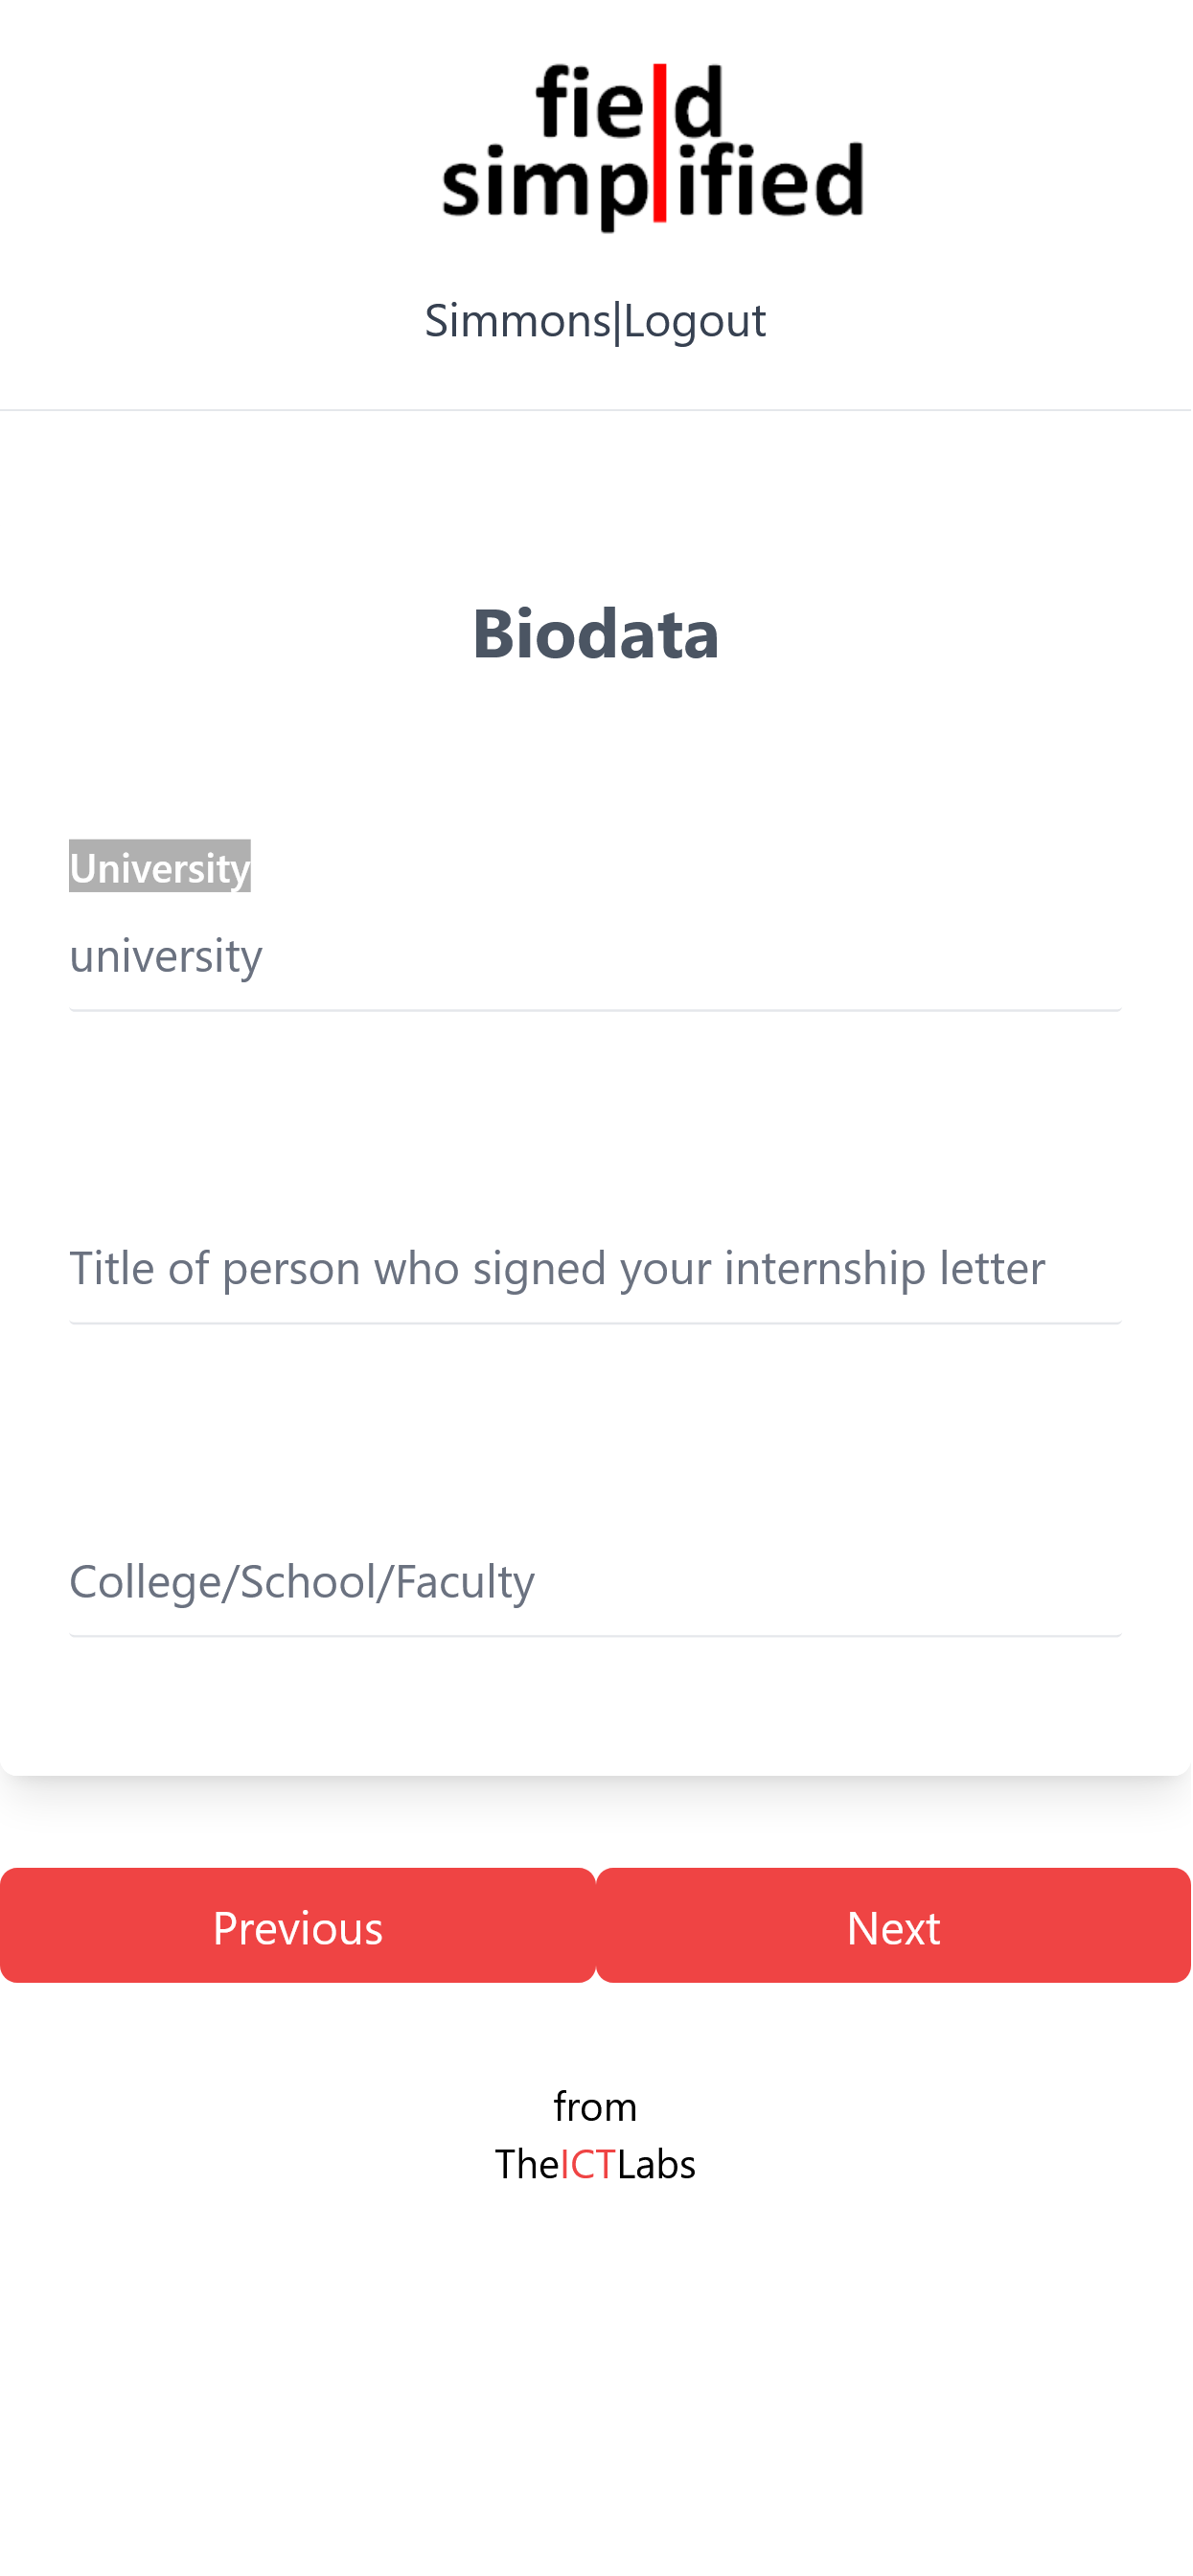 field
simplified
Simmons|Logout
Biodata
University
university
Title of person who signed your internship letter
College/School/Faculty
Previous
Next
from
TheICTLabs